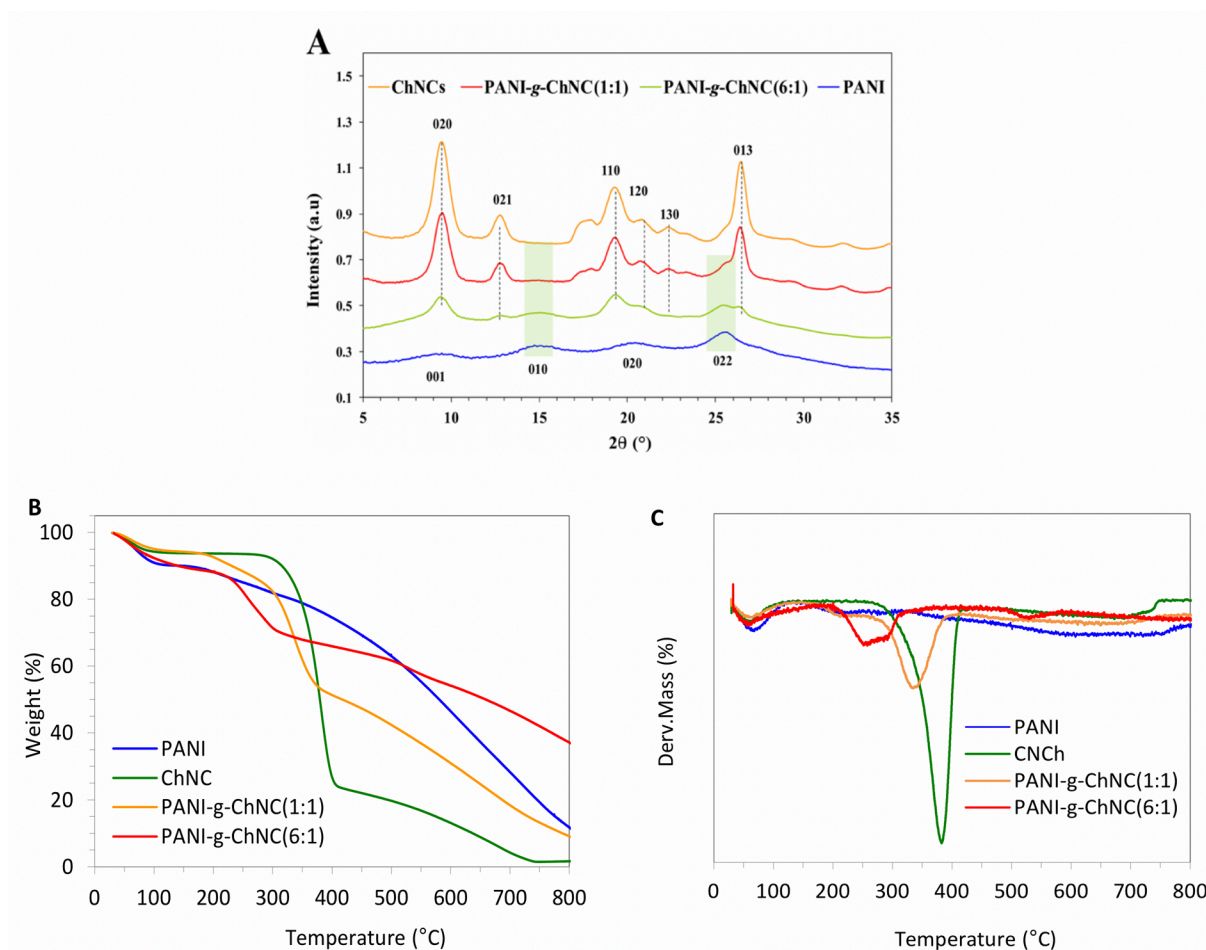 A
ChNCs PANI-g-ChNC(1:1) PANI-g-ChNC(6:1) PANI
1.5
1.3
1.1
0.9
0.7
0.5
0.3
0.1
Intensity (a.u)
020
021
110
120
130
013
001
010
020
022
5 10 15 20 25 30 35
2θ (°)
B
100
80
60
40
20
0
Weight (%)
PANI
ChNC
PANI-g-ChNC(1:1)
PANI-g-ChNC(6:1)
0 100 200 300 400 500 600 700 800
Temperature (°C)
C
Derv.Mass (%)
PANI
CNCh
PANI-g-ChNC(1:1)
PANI-g-ChNC(6:1)
0 100 200 300 400 500 600 700 800
Temperature (°C)